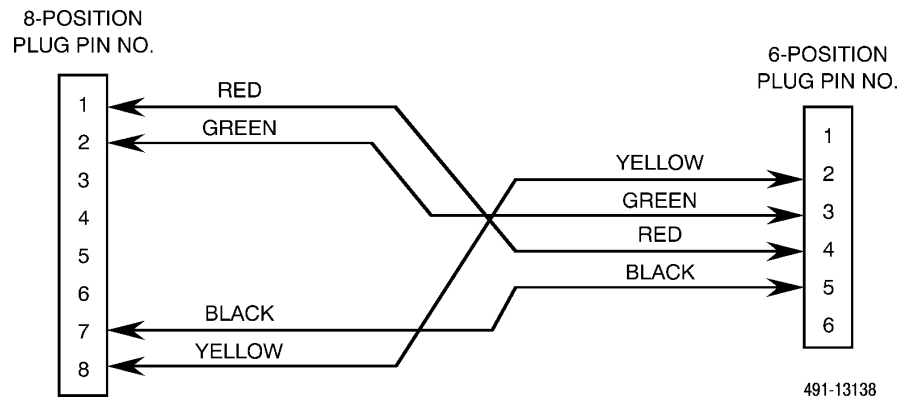 8-POSITION
PLUG PIN NO.
6-POSITION
PLUG PIN NO.
1
2
3
4
5
6
7
8
RED
GREEN
BLACK
YELLOW
YELLOW
GREEN
RED
BLACK
1
2
3
4
5
6
491-13138